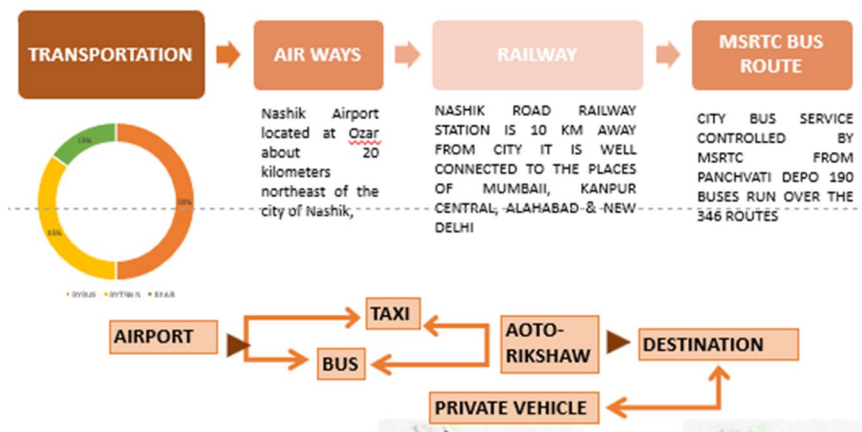 TRANSPORTATION
AIR WAYS
RAILWAY
MSRTC BUS
ROUTE
Nashik Airport
located at Ozar
about 20
kilometers
northeast of the
city of Nashik,
NASHIK ROAD RAILWAY
STATION IS 10 KM AWAY
FROM CITY IT IS WELL
CONNECTED TO THE PLACES
OF MUMBAII, KANPUR
CENTRAL, ALAHABAD & NEW
DELHI
CITY BUS SERVICE
CONTROLLED BY
MSRTC FROM
PANCHVATI DEPO 190
BUSES RUN OVER THE
346 ROUTES
15%
50%
35%
AIRPORT
TAXI
BUS
AOTO-
RIKSHAW
DESTINATION
PRIVATE VEHICLE